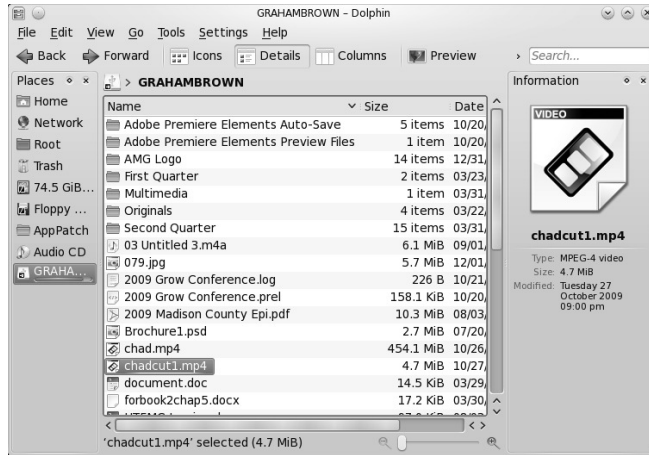 GRAHAMBROWN – Dolphin
File Edit View Go Tools Settings Help
Back Forward Icons Details Columns Preview Search...
Places
Home
Network
Root
Trash
74.5 GiB...
Floppy ...
AppPatch
Audio CD
GRAHA...
> GRAHAMBROWN
Name Size Date
Adobe Premiere Elements Auto-Save 5 items 10/20/
Adobe Premiere Elements Preview Files 1 item 10/20/
AMG Logo 14 items 12/31/
First Quarter 2 items 03/23/
Multimedia 1 item 03/31/
Originals 4 items 03/22/
Second Quarter 15 items 03/31/
03 Untitled 3.m4a 6.1 MiB 09/01/
079.jpg 5.7 MiB 12/01/
2009 Grow Conference.log 226 B 10/21/
2009 Grow Conference.prel 158.1 KiB 10/20/
2009 Madison County Epi.pdf 10.3 MiB 08/03/
Brochure1.psd 2.7 MiB 07/20/
chad.mp4 454.1 MiB 10/26/
chadcut1.mp4 4.7 MiB 10/27/
document.doc 14.5 KiB 03/29/
forbook2chap5.docx 17.2 KiB 03/30/
'chadcut1.mp4' selected (4.7 MiB)
Information
VIDEO
chadcut1.mp4
Type: MPEG-4 video
Size: 4.7 MiB
Modified: Tuesday 27
October 2009
09:00 pm